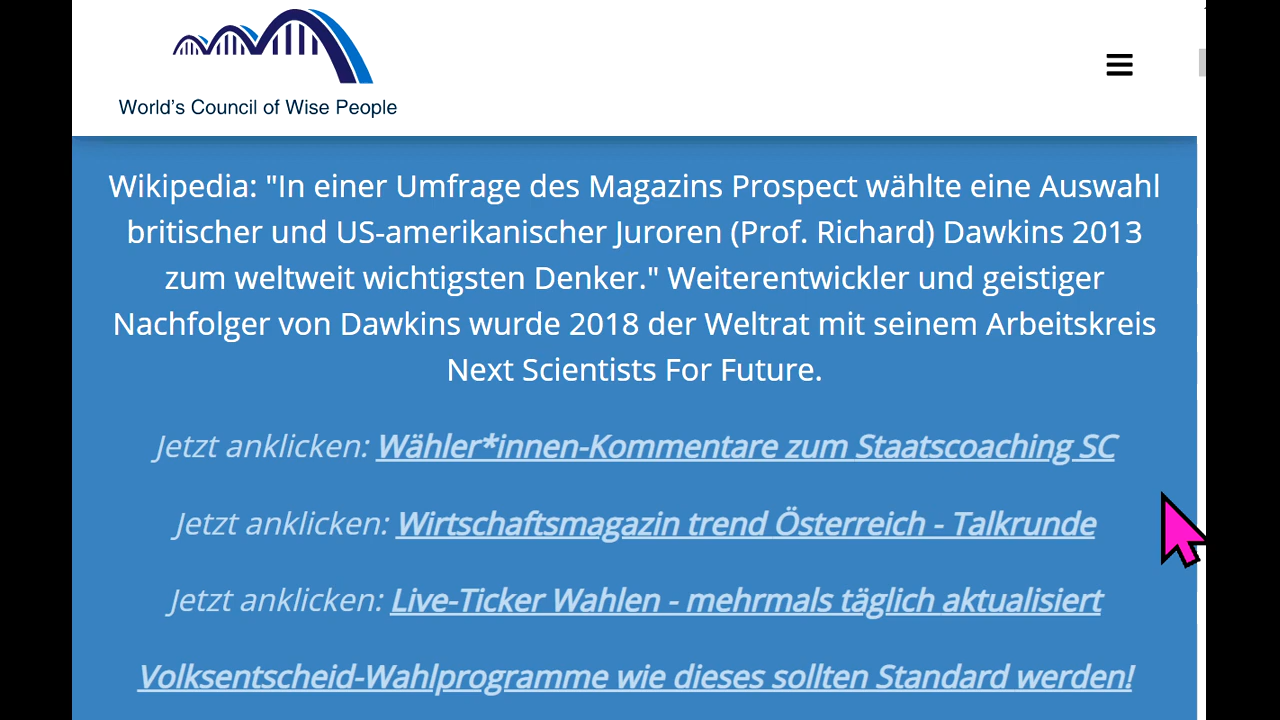 World's Council of Wise People
Wikipedia: "In einer Umfrage des Magazins Prospect wählte eine Auswahl
britischer und US-amerikanischer Juroren (Prof. Richard) Dawkins 2013
zum weltweit wichtigsten Denker." Weiterentwickler und geistiger
Nachfolger von Dawkins wurde 2018 der Weltrat mit seinem Arbeitskreis
Next Scientists For Future.
Jetzt anklicken: Wähler*innen-Kommentare zum Staatscoaching SC
Jetzt anklicken: Wirtschaftsmagazin trend Österreich - Talkrunde
Jetzt anklicken: Live-Ticker Wahlen - mehrmals täglich aktualisiert
Volksentscheid-Wahlprogramme wie dieses sollten Standard werden!